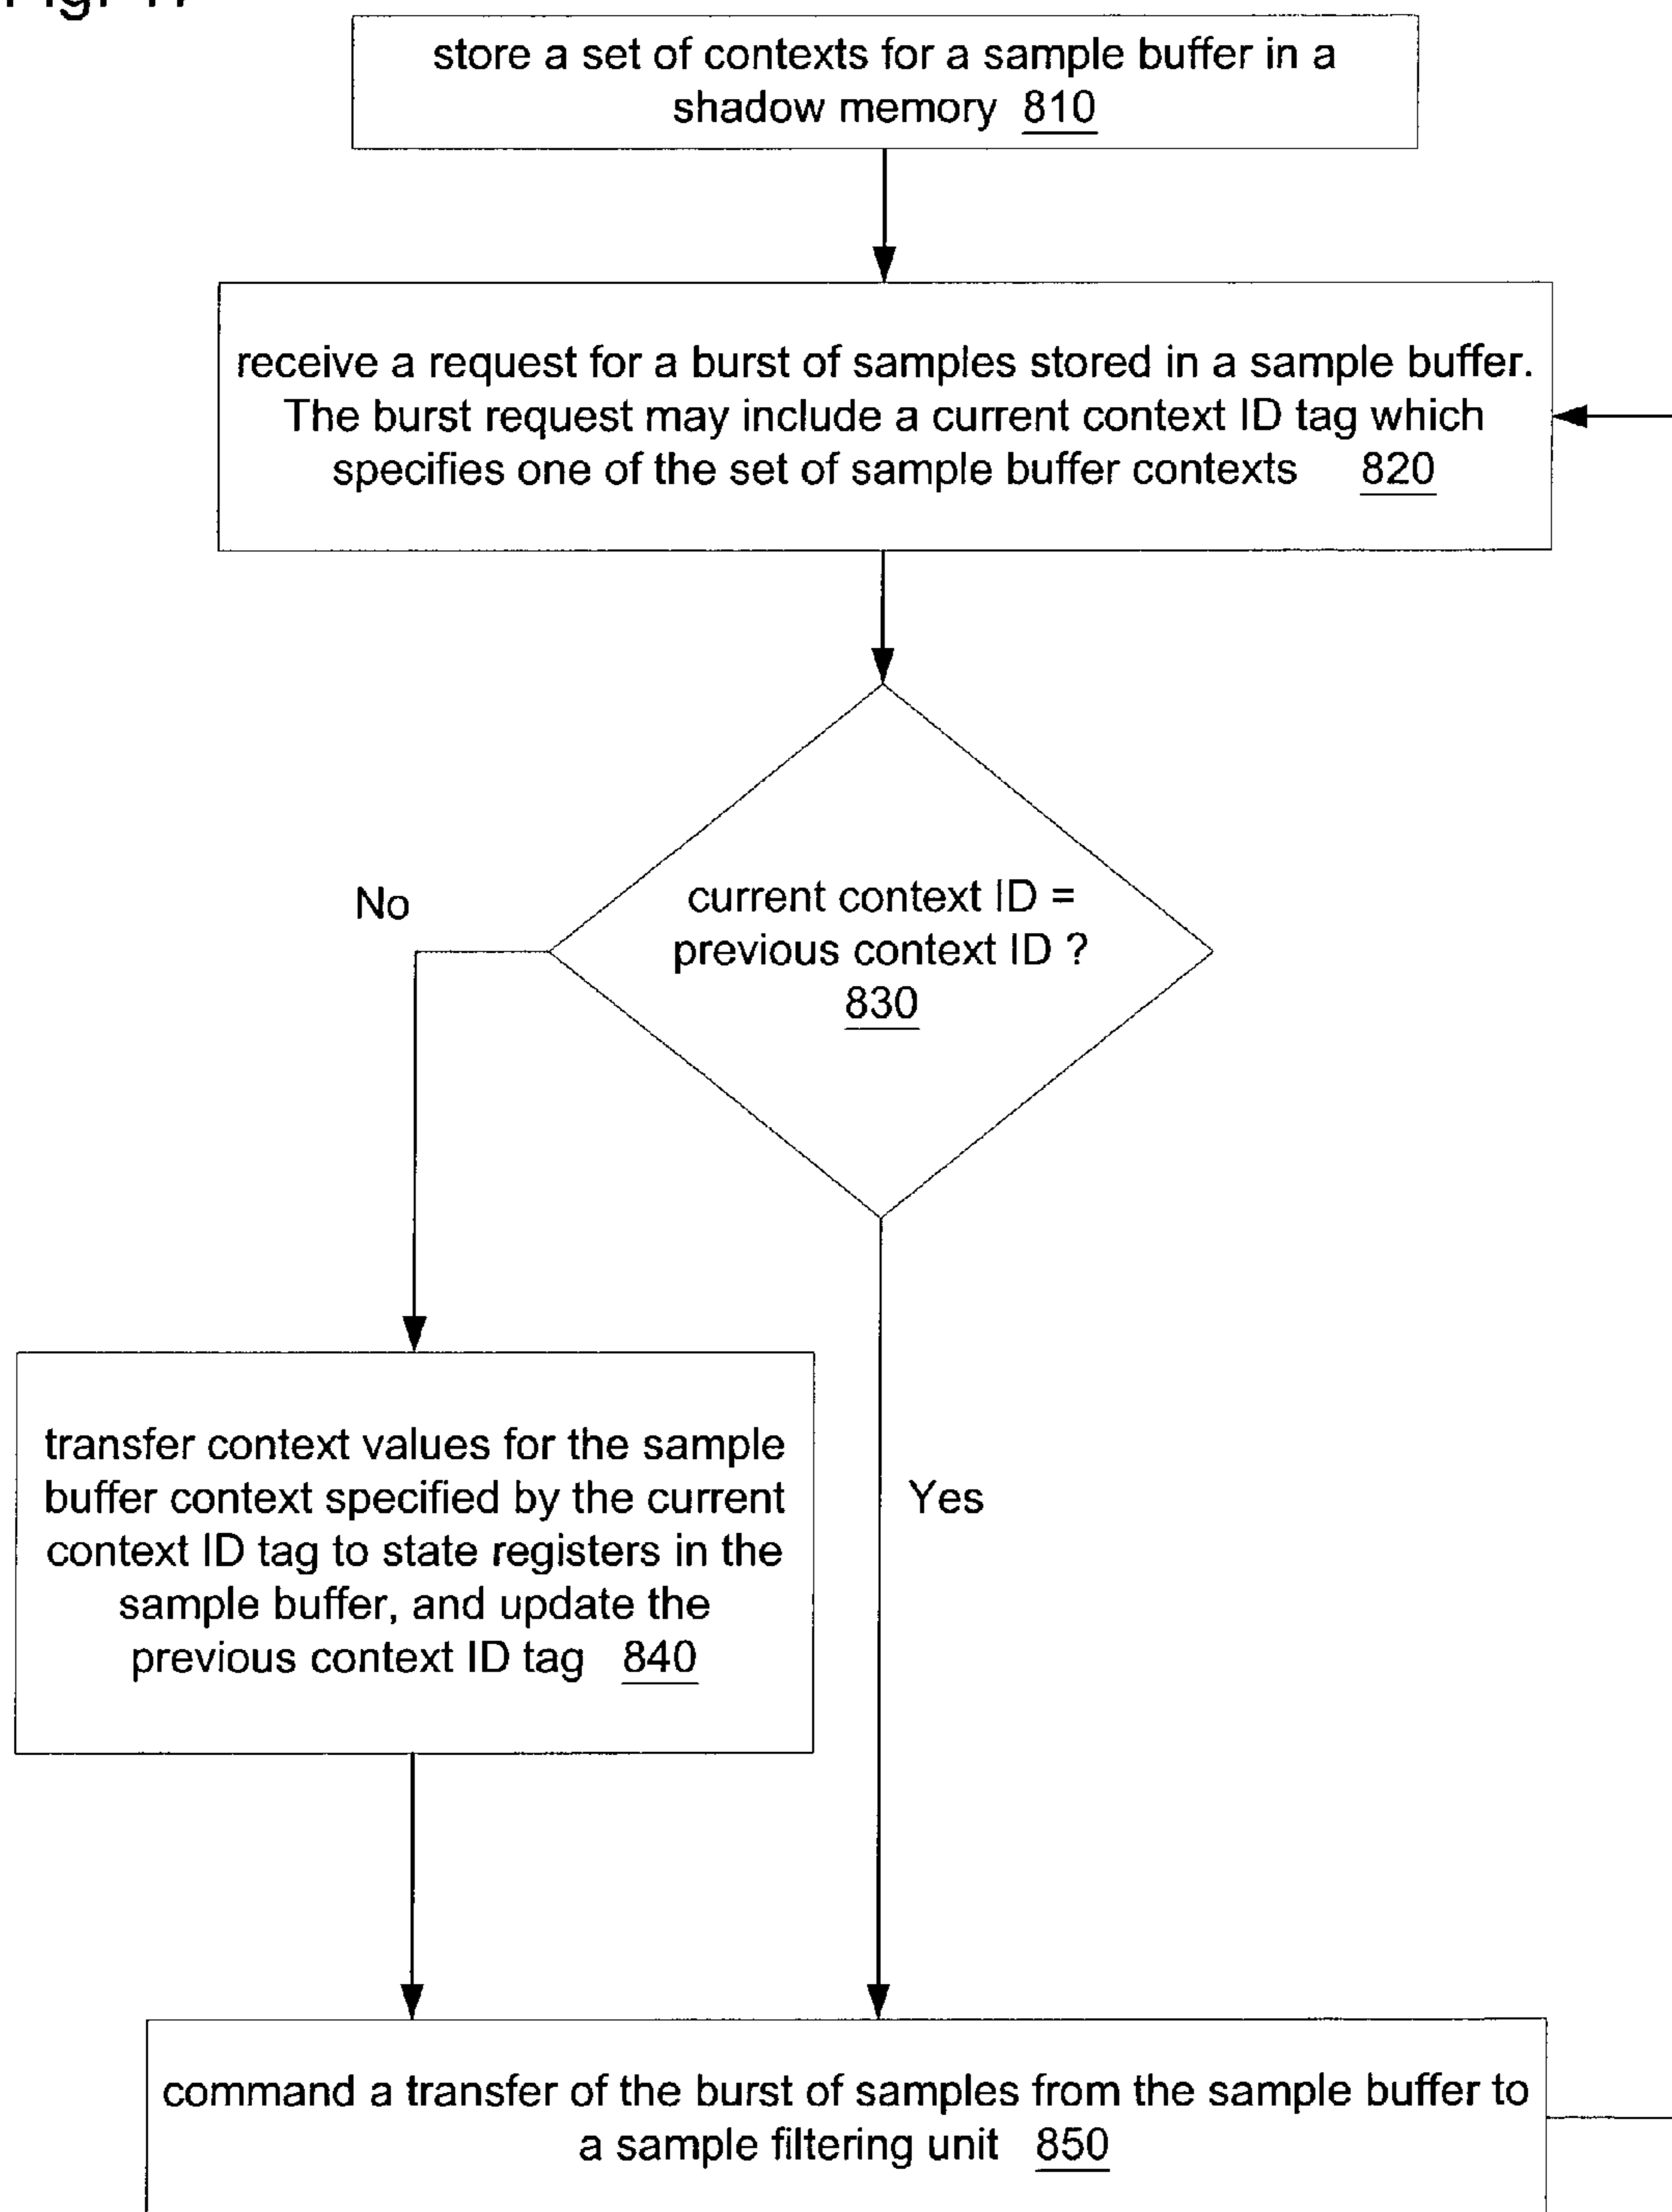 store a set of contexts for a sample buffer in a
shadow memory 810
receive a request for a burst of samples stored in a sample buffer.
The burst request may include a current context ID tag which
specifies one of the set of sample buffer contexts 820
current context ID =
previous context ID ?
830
No
Yes
transfer context values for the sample
buffer context specified by the current
context ID tag to state registers in the
sample buffer, and update the
previous context ID tag 840
command a transfer of the burst of samples from the sample buffer to
a sample filtering unit 850